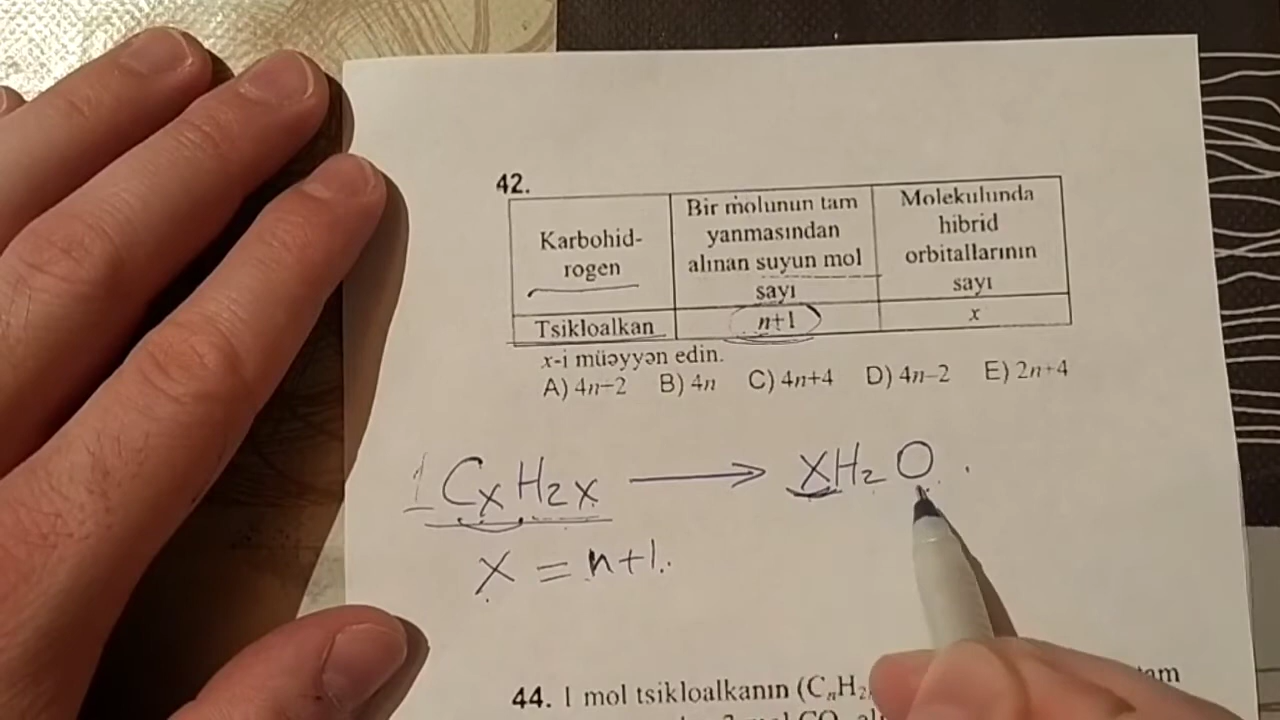 42.
Karbohid-
rogen
Bir molunun tam
yanmasından
alınan suyun mol
sayı
Molekulunda
hibrid
orbitallarının
sayı
Tsikloalkan n+1 x
x-i müəyyən edin.
A) 4n+2 B) 4n C) 4n+4 D) 4n-2 E) 2n+4
1 CxH2x → xH2O.
x = n+1.
44. 1 mol tsikloalkanın (CnH2